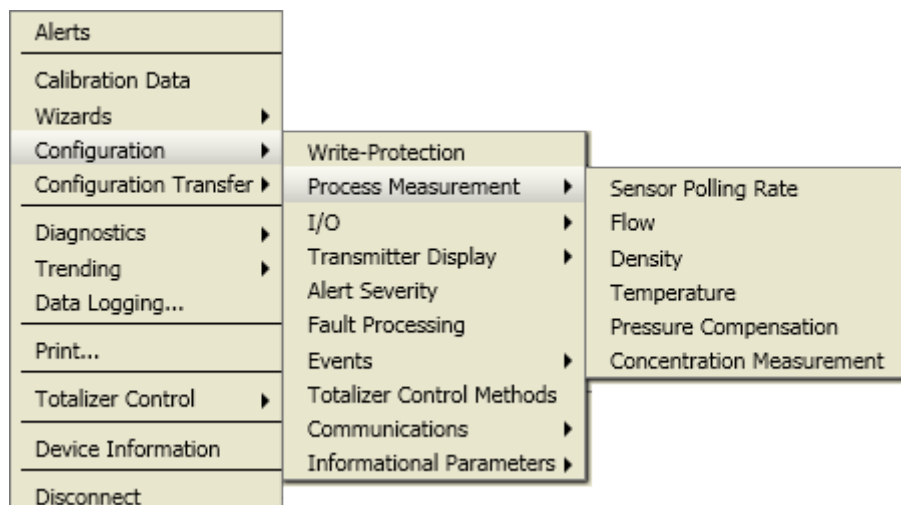 Alerts
Calibration Data
Wizards
Configuration
Configuration Transfer
Diagnostics
Trending
Data Logging...
Print...
Totalizer Control
Device Information
Disconnect
Write-Protection
Process Measurement
I/O
Transmitter Display
Alert Severity
Fault Processing
Events
Totalizer Control Methods
Communications
Informational Parameters
Sensor Polling Rate
Flow
Density
Temperature
Pressure Compensation
Concentration Measurement